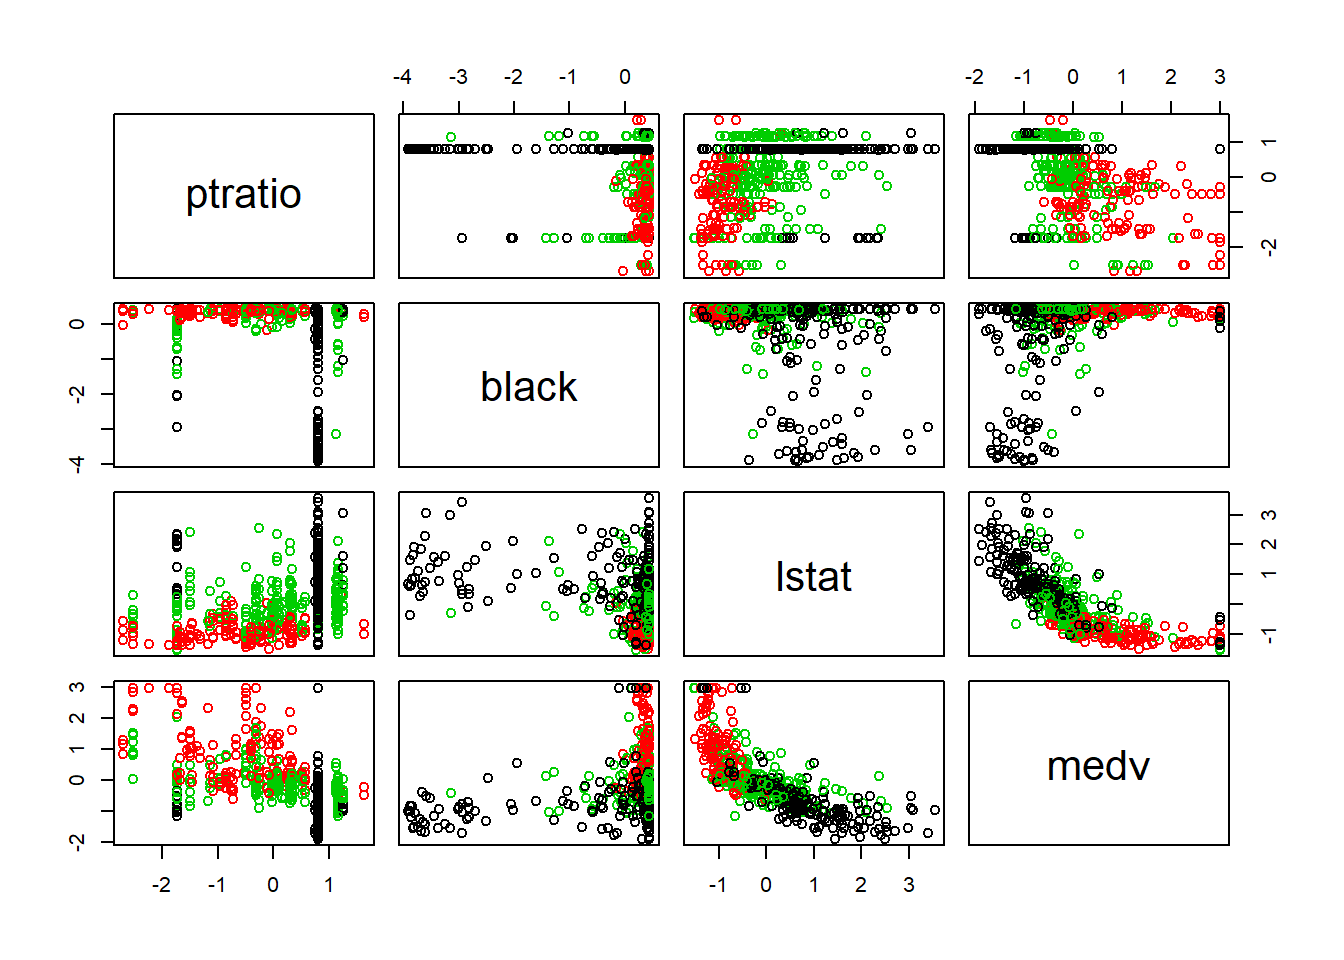 -4 -3 -2 -1 0
-2 -1 0 1 2 3
ptratio
-2 0 1
-4 -2 0
black
lstat
-1 1 2 3
-2 0 1 2 3
medv
-2 -1 0 1
-1 0 1 2 3